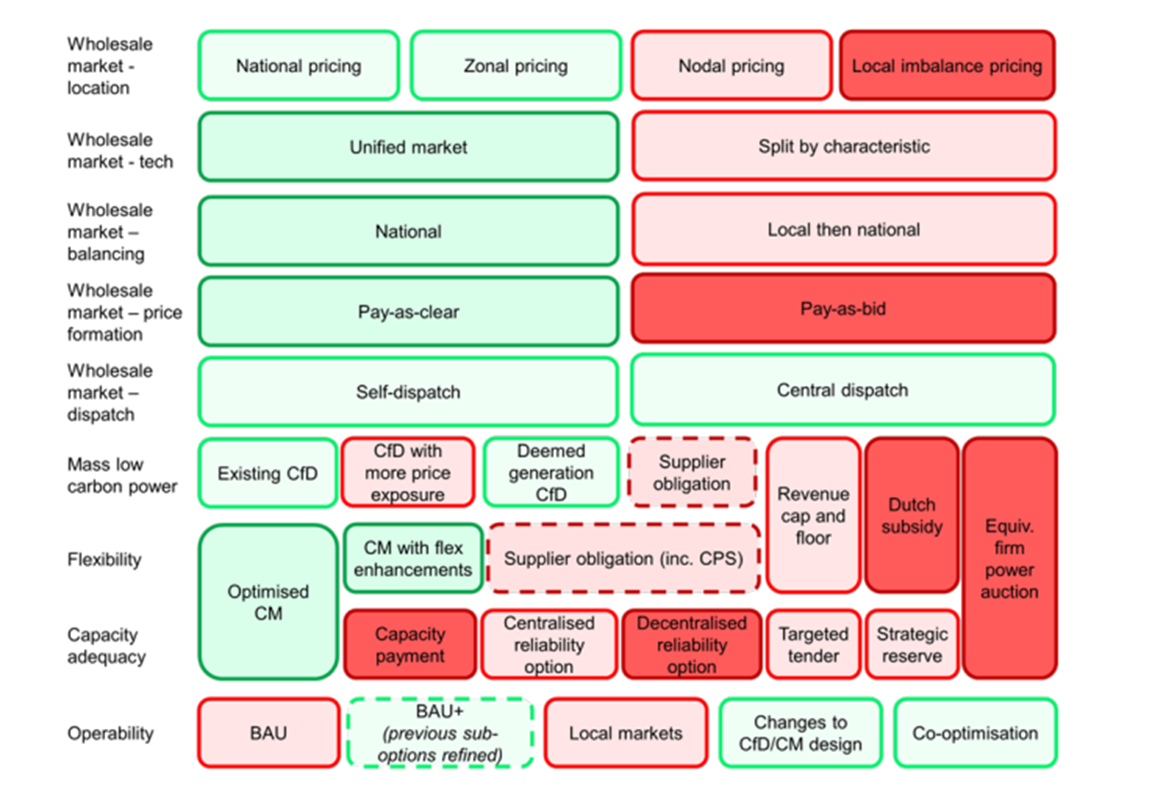 Wholesale
market -
location
National pricing
Zonal pricing
Nodal pricing
Local imbalance pricing
Wholesale
market - tech
Unified market
Split by characteristic
Wholesale
market –
balancing
National
Local then national
Wholesale
market – price
formation
Pay-as-clear
Pay-as-bid
Wholesale
market –
dispatch
Self-dispatch
Central dispatch
Mass low
carbon power
Existing CfD
CfD with
more price
exposure
Deemed
generation
CfD
Supplier
obligation
Revenue
cap and
floor
Dutch
subsidy
Equiv.
firm
power
auction
Flexibility
Optimised
CM
CM with flex
enhancements
Supplier obligation (inc. CPS)
Capacity
adequacy
Capacity
payment
Centralised
reliability
option
Decentralised
reliability
option
Targeted
tender
Strategic
reserve
Operability
BAU
BAU+
(previous sub-
options refined)
Local markets
Changes to
CfD/CM design
Co-optimisation